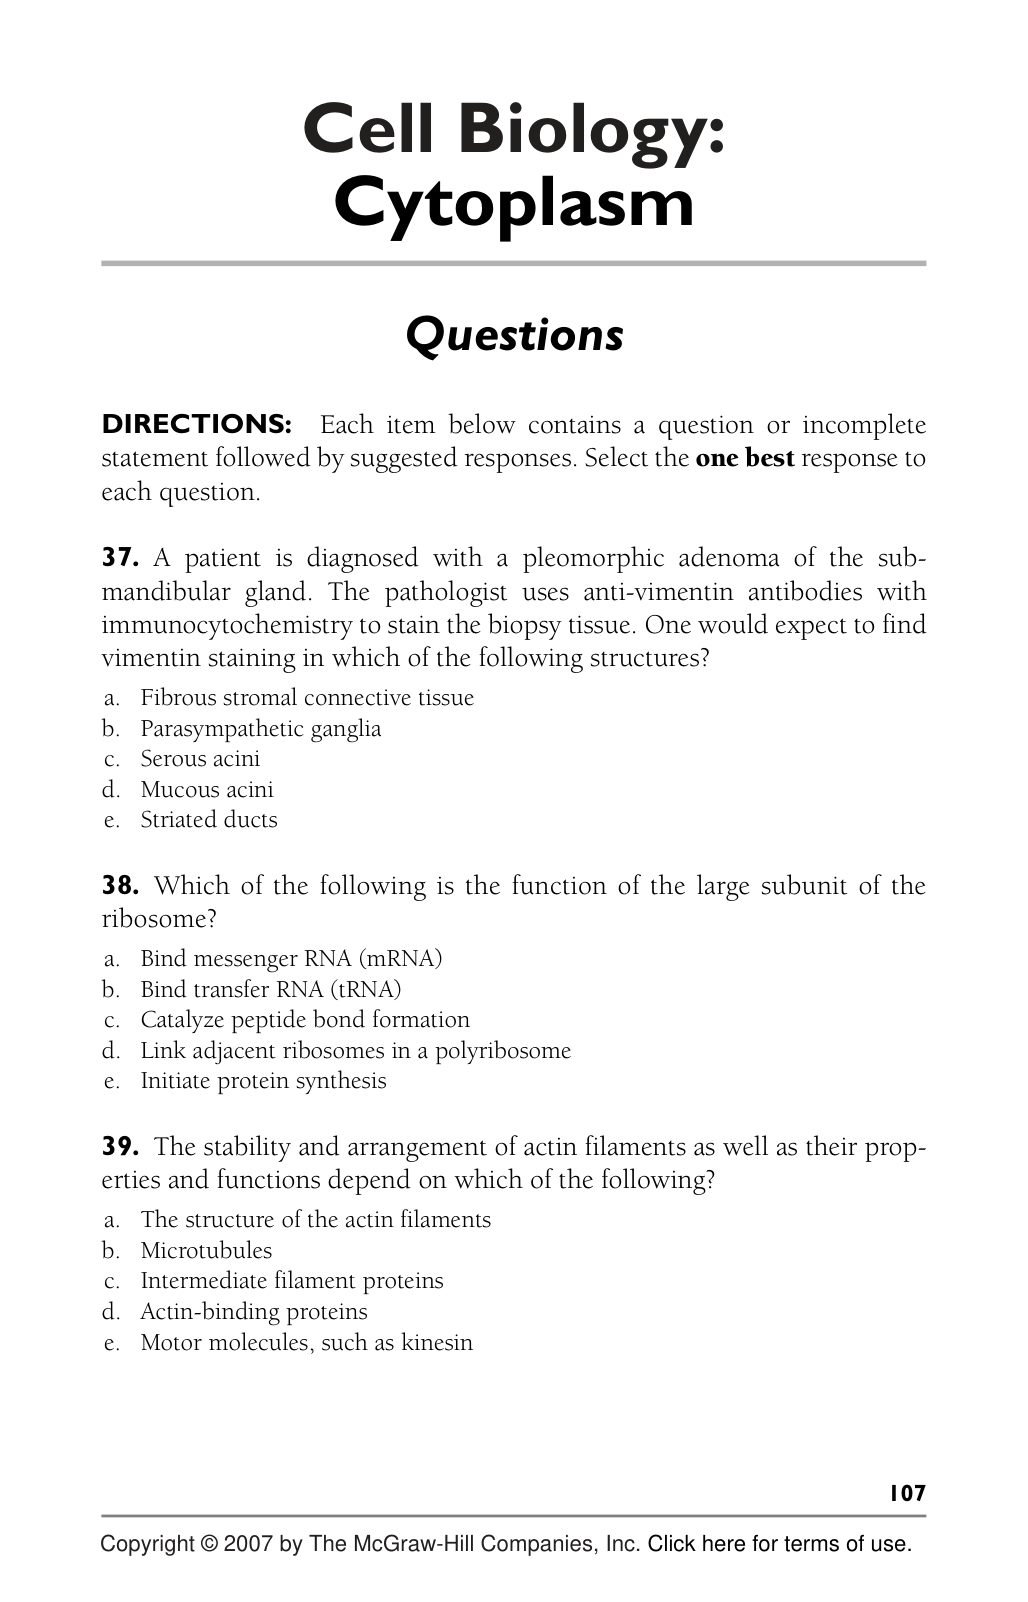 Cell Biology:
Cytoplasm
Questions
DIRECTIONS: Each item below contains a question or incomplete
statement followed by suggested responses. Select the one best response to
each question.
37. A patient is diagnosed with a pleomorphic adenoma of the sub-
mandibular gland. The pathologist uses anti-vimentin antibodies with
immunocytochemistry to stain the biopsy tissue. One would expect to find
vimentin staining in which of the following structures?
a. Fibrous stromal connective tissue
b. Parasympathetic ganglia
c. Serous acini
d. Mucous acini
e. Striated ducts
38. Which of the following is the function of the large subunit of the
ribosome?
a. Bind messenger RNA (mRNA)
b. Bind transfer RNA (tRNA)
c. Catalyze peptide bond formation
d. Link adjacent ribosomes in a polyribosome
e. Initiate protein synthesis
39. The stability and arrangement of actin filaments as well as their prop-
erties and functions depend on which of the following?
a. The structure of the actin filaments
b. Microtubules
c. Intermediate filament proteins
d. Actin-binding proteins
e. Motor molecules, such as kinesin
107
Copyright © 2007 by The McGraw-Hill Companies, Inc. Click here for terms of use.